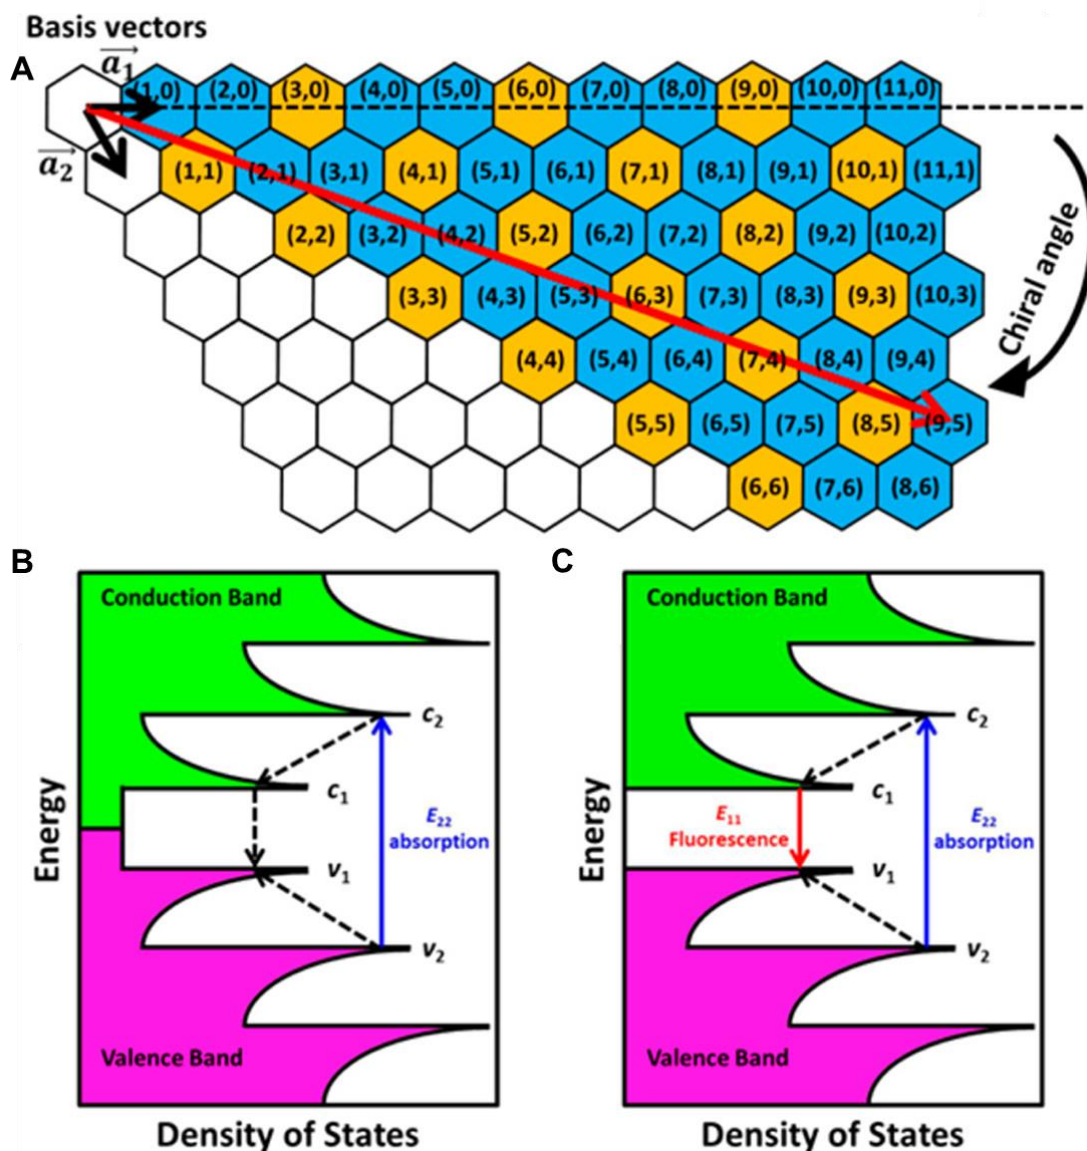 Basis vectors
A
a₁
(1,0) (2,0) (3,0) (4,0) (5,0) (6,0) (7,0) (8,0) (9,0) (10,0) (11,0)
a₂
(1,1) (2,1) (3,1) (4,1) (5,1) (6,1) (7,1) (8,1) (9,1) (10,1) (11,1)
(2,2) (3,2) (4,2) (5,2) (6,2) (7,2) (8,2) (9,2) (10,2)
(3,3) (4,3) (5,3) (6,3) (7,3) (8,3) (9,3) (10,3)
(4,4) (5,4) (6,4) (7,4) (8,4) (9,4)
(5,5) (6,5) (7,5) (8,5) (9,5)
(6,6) (7,6) (8,6)
Chiral angle
B
Conduction Band
c₂
c₁
E₂₂
absorption
v₁
v₂
Valence Band
Energy
Density of States
C
Conduction Band
c₂
c₁
E₁₁
Fluorescence
E₂₂
absorption
v₁
v₂
Valence Band
Energy
Density of States